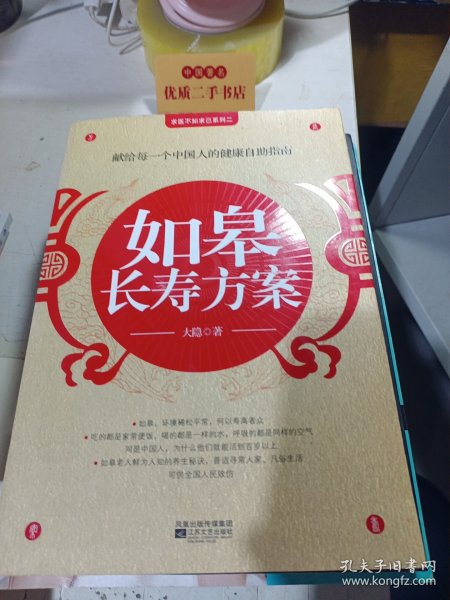 中国著名
优质二手书店
求医不如求己系列二
献给每一个中国人的健康自助指南
如皋
长寿方案
大隐◎著
·如皋，环境稀松平常，何以寿高者众
·吃的都是家常便饭，喝的都是一样的水，呼吸的都是同样的空气
同是中国人，为什么他们就能活到百岁以上
·如皋老人鲜为人知的养生秘诀，普适寻常人家、凡俗生活
可供全国人民效仿
凤凰出版传媒集团
江苏文艺出版社
孔夫子旧书网
www.kongfz.com